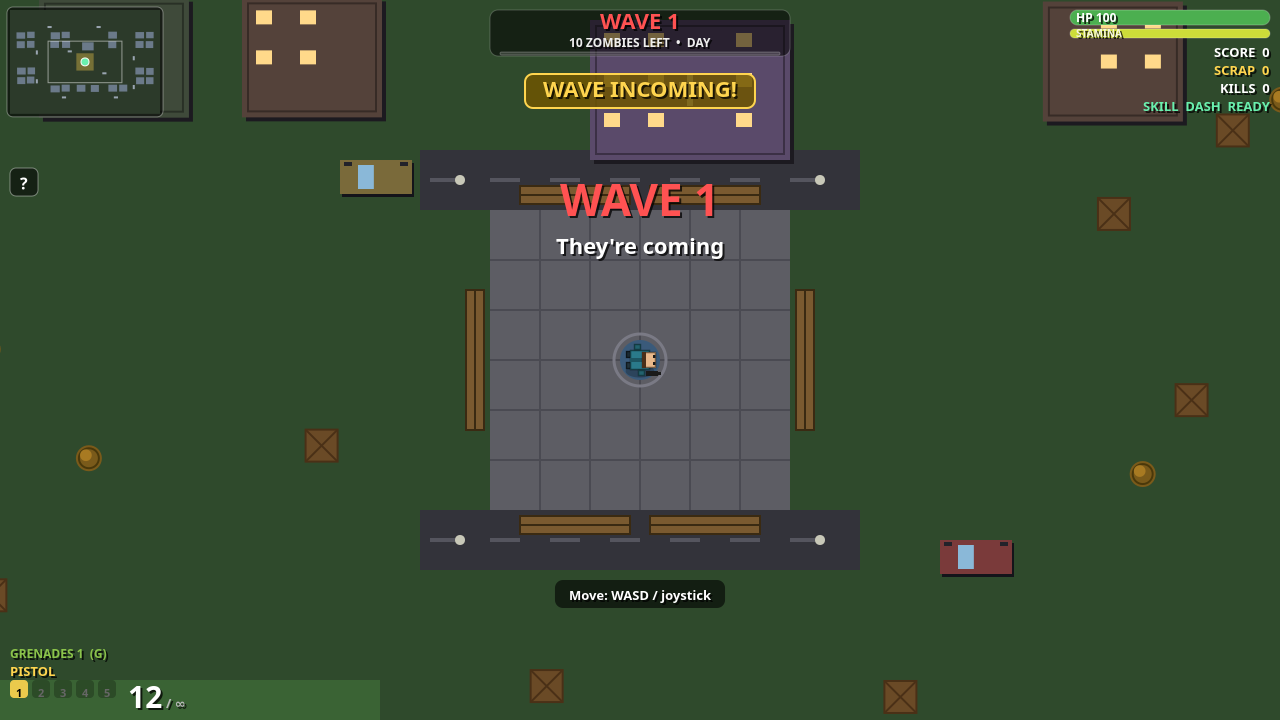 WAVE 1
10 ZOMBIES LEFT • DAY
WAVE INCOMING!
HP 100
STAMINA
SCORE 0
SCRAP 0
KILLS 0
SKILL DASH READY
?
WAVE 1
They're coming
Move: WASD / joystick
GRENADES 1 (G)
PISTOL
1 2 3 4 5
12 / ∞